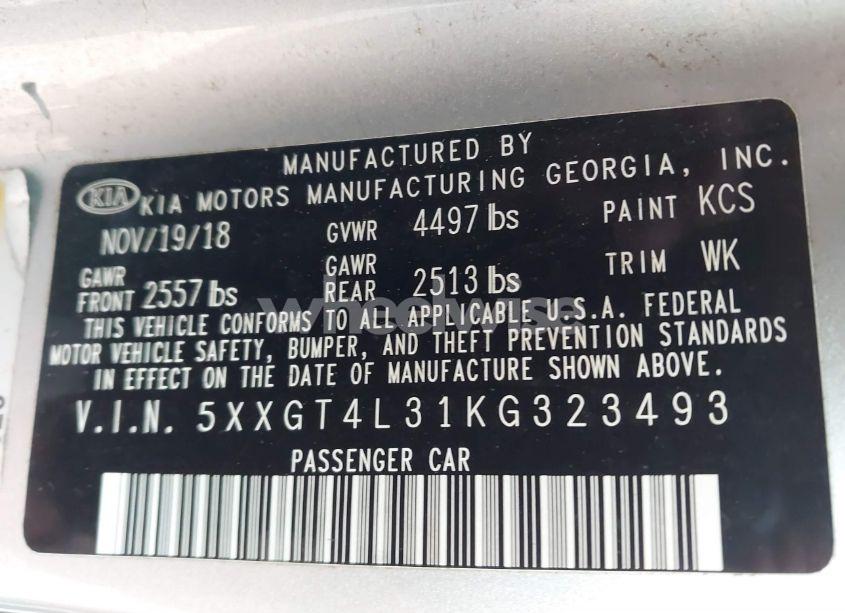 MANUFACTURED BY
KIA KIA MOTORS MANUFACTURING GEORGIA, INC.
NOV/19/18 GVWR 4497 lbs PAINT KCS
GAWR FRONT 2557 lbs GAWR REAR 2513 lbs TRIM WK
THIS VEHICLE CONFORMS TO ALL APPLICABLE U.S.A. FEDERAL
MOTOR VEHICLE SAFETY, BUMPER, AND THEFT PREVENTION STANDARDS
IN EFFECT ON THE DATE OF MANUFACTURE SHOWN ABOVE.
V.I.N. 5XXGT4L31KG323493
PASSENGER CAR
wheelwise